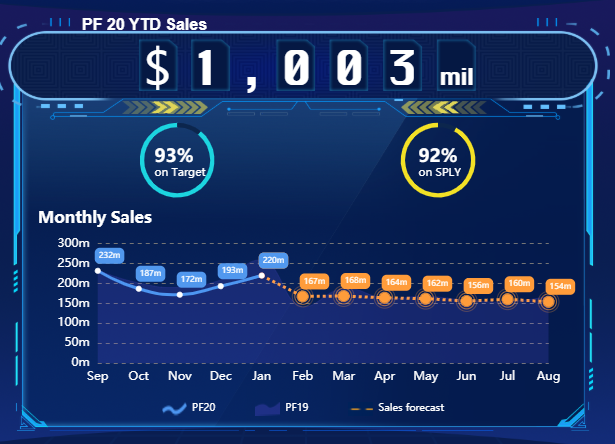 PF 20 YTD Sales
$1,003 mil
93%
on Target
92%
on SPLY
Monthly Sales
300m
250m
200m
150m
100m
50m
0m
232m
187m
172m
193m
220m
167m
168m
164m
162m
156m
160m
154m
Sep Oct Nov Dec Jan Feb Mar Apr May Jun Jul Aug
PF20 PF19 Sales forecast